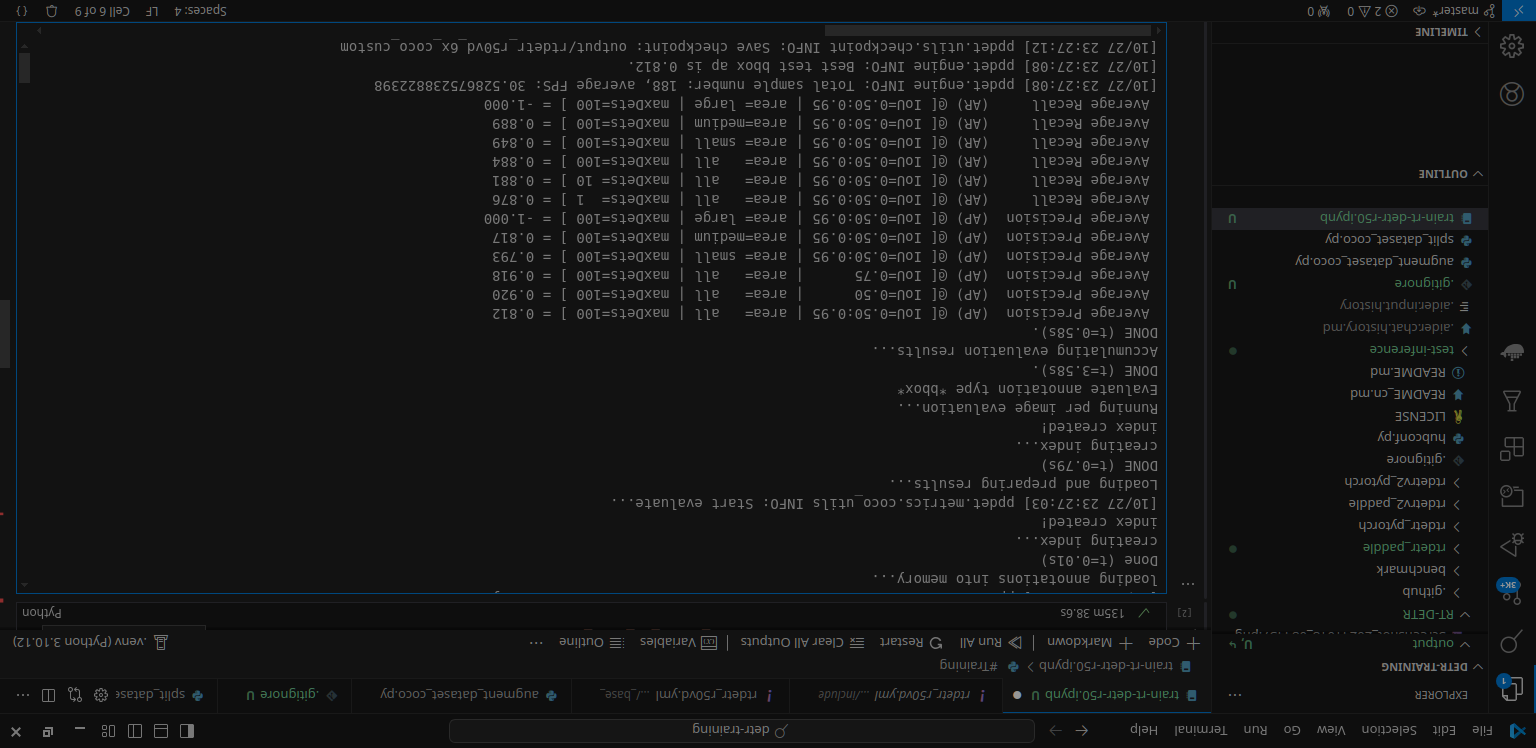 File Edit Selection View Go Run Terminal Help
detr-training
EXPLORER
train-rt-detr-r50.ipynb U
rtdetr_r50vd.yml .../include
rtdetr_r50vd.yml .../_base_
augment_dataset_coco.py
.gitignore U
split_datase
train-rt-detr-r50.ipynb > #Training
Code Markdown Run All Restart Clear All Outputs Variables Outline ...
.venv (Python 3.10.12)
DETR-TRAINING
output U,
RT-DETR
.github
benchmark
rtdetr_paddle
rtdetr_pytorch
rtdetrv2_paddle
rtdetrv2_pytorch
.gitignore
hubconf.py
LICENSE
README_cn.md
README.md
test-inference
.aider.chat.history.md
.aider.input.history
.gitignore U
augment_dataset_coco.py
split_dataset_coco.py
train-rt-detr-r50.ipynb U
OUTLINE
TIMELINE
1
3K+
[2]
135m 38.6s
Python
loading annotations into memory...
Done (t=0.01s)
creating index...
index created!
[10/27 23:27:03] ppdet.metrics.coco_utils INFO: Start evaluate...
Loading and preparing results...
DONE (t=0.79s)
creating index...
index created!
Running per image evaluation...
Evaluate annotation type *bbox*
DONE (t=3.58s).
Accumulating evaluation results...
DONE (t=0.58s).
Average Precision (AP) @[ IoU=0.50:0.95 | area= all | maxDets=100 ] = 0.812
Average Precision (AP) @[ IoU=0.50 | area= all | maxDets=100 ] = 0.920
Average Precision (AP) @[ IoU=0.75 | area= all | maxDets=100 ] = 0.918
Average Precision (AP) @[ IoU=0.50:0.95 | area= small | maxDets=100 ] = 0.793
Average Precision (AP) @[ IoU=0.50:0.95 | area=medium | maxDets=100 ] = 0.817
Average Precision (AP) @[ IoU=0.50:0.95 | area= large | maxDets=100 ] = -1.000
Average Recall (AR) @[ IoU=0.50:0.95 | area= all | maxDets= 1 ] = 0.876
Average Recall (AR) @[ IoU=0.50:0.95 | area= all | maxDets= 10 ] = 0.881
Average Recall (AR) @[ IoU=0.50:0.95 | area= all | maxDets=100 ] = 0.884
Average Recall (AR) @[ IoU=0.50:0.95 | area= small | maxDets=100 ] = 0.849
Average Recall (AR) @[ IoU=0.50:0.95 | area=medium | maxDets=100 ] = 0.889
Average Recall (AR) @[ IoU=0.50:0.95 | area= large | maxDets=100 ] = -1.000
[10/27 23:27:08] ppdet.engine INFO: Total sample number: 188, average FPS: 30.528675238822398
[10/27 23:27:08] ppdet.engine INFO: Best test bbox ap is 0.812.
[10/27 23:27:12] ppdet.utils.checkpoint INFO: Save checkpoint: output/rtdetr_r50vd_6x_coco_custom
master* 2 0 0
Spaces: 4 LF Cell 6 of 9 { }